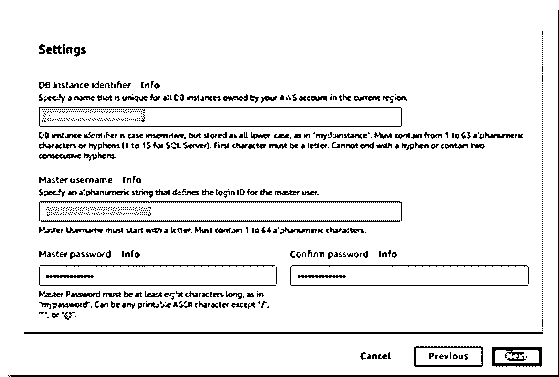 Settings
DB instance identifier Info
Specify a name that is unique for all DB instances owned by your AWS account in the current region.
DB instance identifier is case insensitive, but stored as all lower case, as in "mydbinstance". Must contain from 1 to 63 alphanumeric
characters or hyphens (1 to 15 for SQL Server). First character must be a letter. Cannot end with a hyphen or contain two
consecutive hyphens.
Master username Info
Specify an alphanumeric string that defines the login ID for the master user.
Master Username must start with a letter. Must contain 1 to 64 alphanumeric characters.
Master password Info Confirm password Info
Master Password must be at least eight characters long, as in
"mypassword". Can be any printable ASCII character except "/",
""", or "@".
Cancel Previous Next